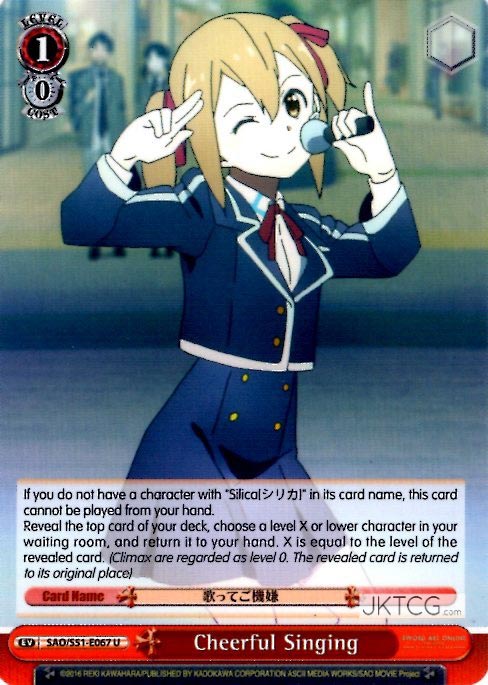 LEVEL
1
0
COST
If you do not have a character with "Silica[シリカ]" in its card name, this card
cannot be played from your hand.
Reveal the top card of your deck, choose a level X or lower character in your
waiting room, and return it to your hand. X is equal to the level of the
revealed card. (Climax are regarded as level 0. The revealed card is returned
to its original place)
Card Name 歌ってご機嫌
JKTCG.com
EV SAO/S51-E067 U Cheerful Singing SWORD ART ONLINE
©2016 REKI KAWAHARA/PUBLISHED BY KADOKAWA CORPORATION ASCII MEDIA WORKS/SAO MOVIE Project